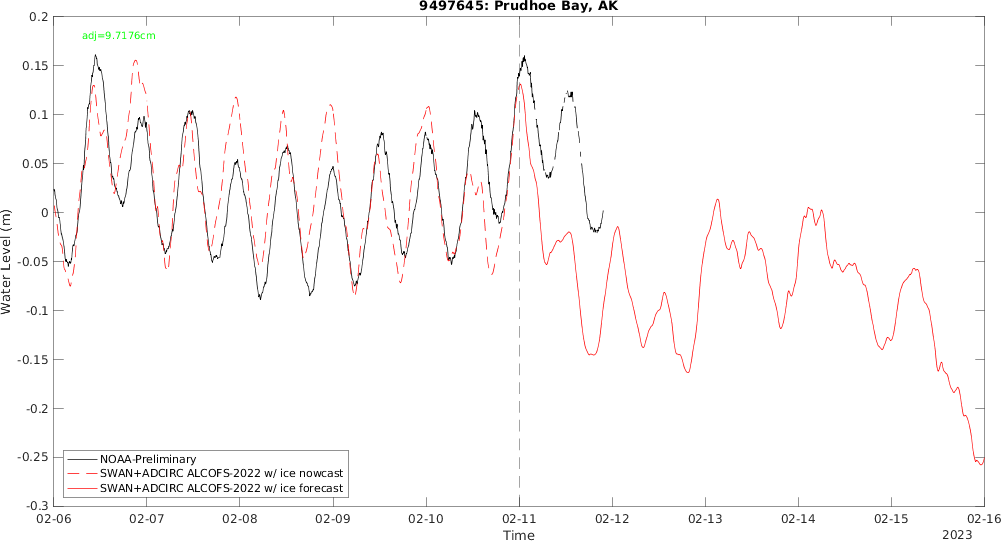 9497645: Prudhoe Bay, AK
adj=9.7176cm
0.2
0.15
0.1
0.05
0
-0.05
-0.1
-0.15
-0.2
-0.25
-0.3
Water Level (m)
NOAA-Preliminary
SWAN+ADCIRC ALCOFS-2022 w/ ice nowcast
SWAN+ADCIRC ALCOFS-2022 w/ ice forecast
02-06 02-07 02-08 02-09 02-10 02-11 02-12 02-13 02-14 02-15 02-16
Time
2023